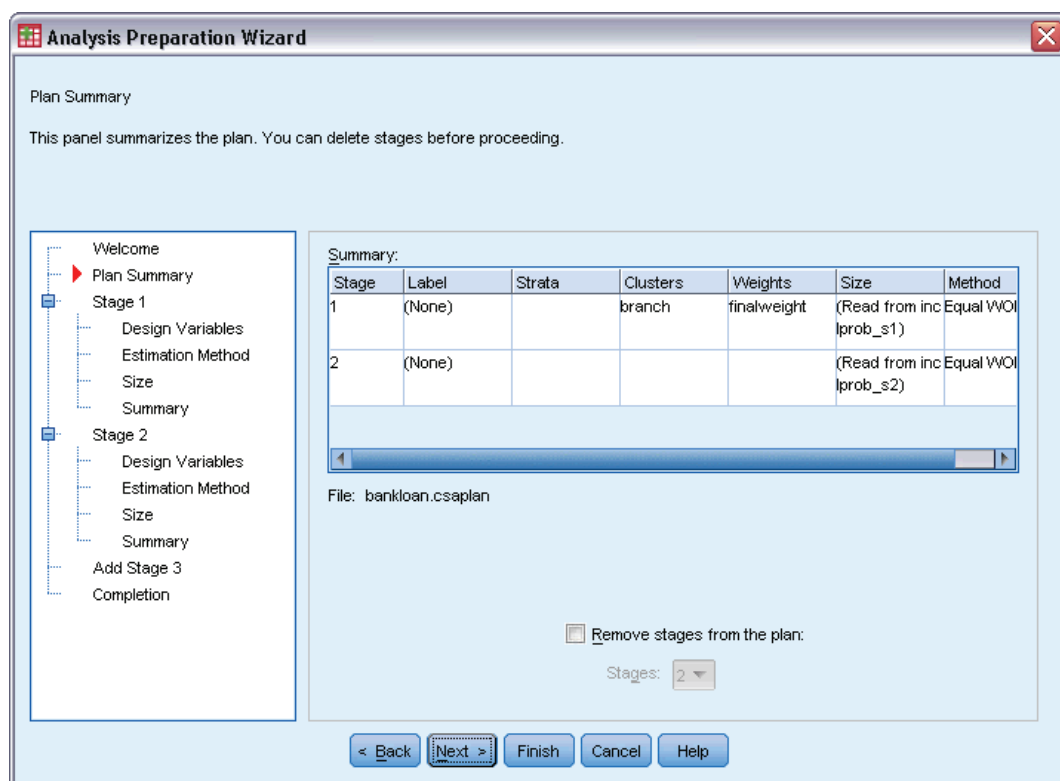 Analysis Preparation Wizard
Plan Summary
This panel summarizes the plan. You can delete stages before proceeding.
Welcome
Plan Summary
Stage 1
Design Variables
Estimation Method
Size
Summary
Stage 2
Design Variables
Estimation Method
Size
Summary
Add Stage 3
Completion
Summary:
Stage Label Strata Clusters Weights Size Method
1 (None) branch finalweight (Read from inc Equal WOI
lprob_s1)
2 (None) (Read from inc Equal WOI
lprob_s2)
File: bankloan.csaplan
Remove stages from the plan:
Stages: 2
< Back Next > Finish Cancel Help